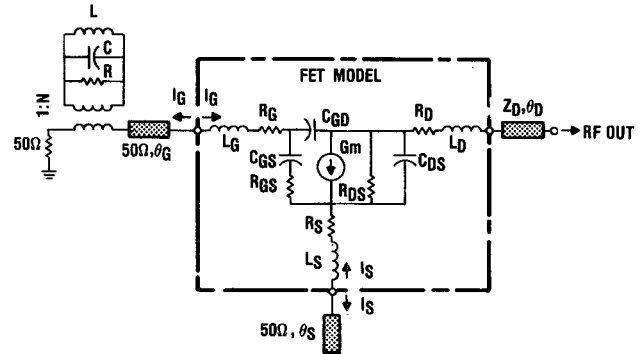 L
C
R
1:N
50Ω
50Ω,θG
IG IG
FET MODEL
LG
RG
CGD
CGS
RGS
Gm
RDS
CDS
RD
LD
ZD,θD
RF OUT
RS
LS
IS
IS
50Ω, θS